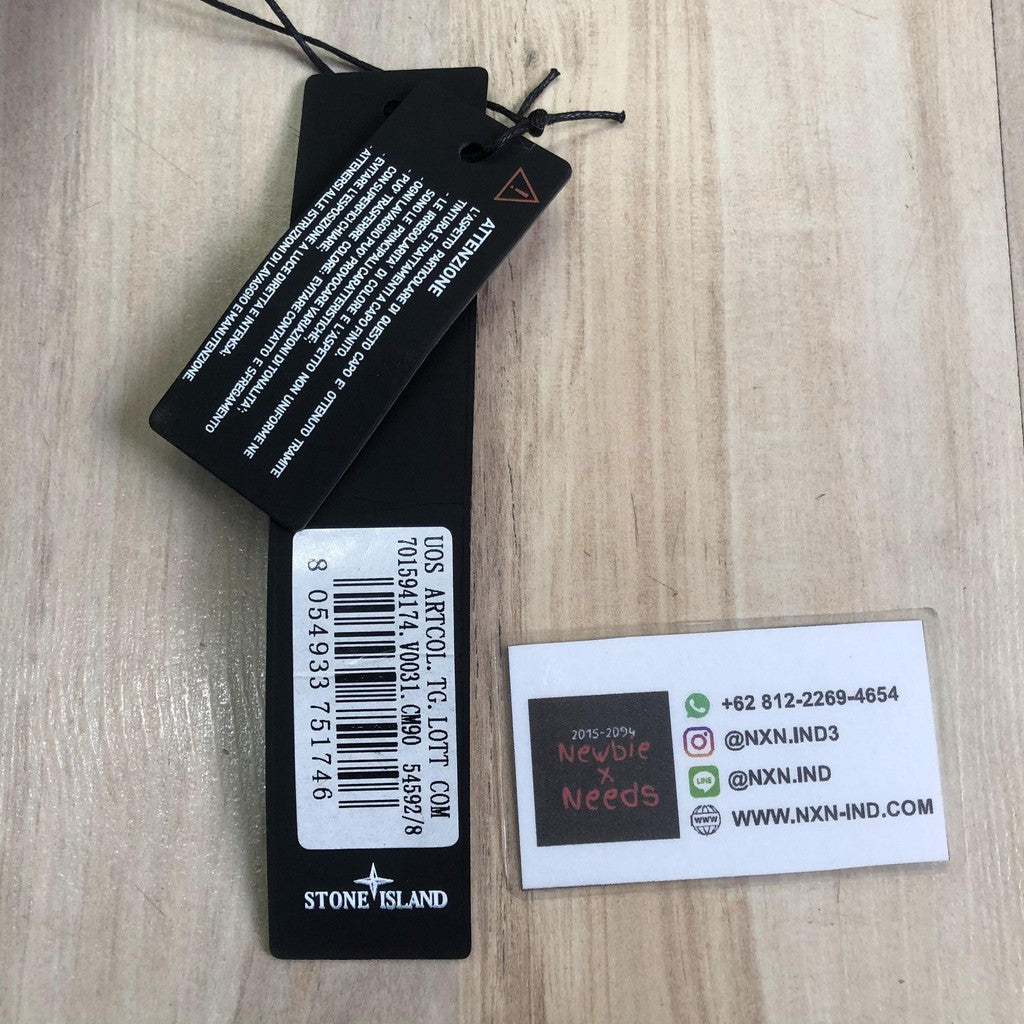 ATTENZIONE
L'ASPETTO PARTICOLARE DI QUESTO CAPO E' OTTENUTO TRAMITE
TINTURA E TRATTAMENTI A CAPO FINITO.
- LE IRREGOLARITA' DI COLORE E L'ASPETTO NON UNIFORME NE
SONO LE PRINCIPALI CARATTERISTICHE;
- OGNI LAVAGGIO PUO' PROVOCARE VARIAZIONI DI TONALITA';
- PUO' TRASFERIRE COLORE: EVITARE CONTATTO E SFREGAMENTO
CON SUPERFICI CHIARE;
- EVITARE L'ESPOSIZIONE A LUCE DIRETTA E INTENSA;
- ATTENERSI ALLE ISTRUZIONI DI LAVAGGIO E MANUTENZIONE
UOS ARTCOL. TG. LOTT COM
701594174.V0031.CM90 54592/8
8 054933 751746
STONE ISLAND
2015-2094
Newbie
x
Needs
+62 812-2269-4654
@NXN.IND3
LINE
@NXN.IND
www
WWW.NXN-IND.COM